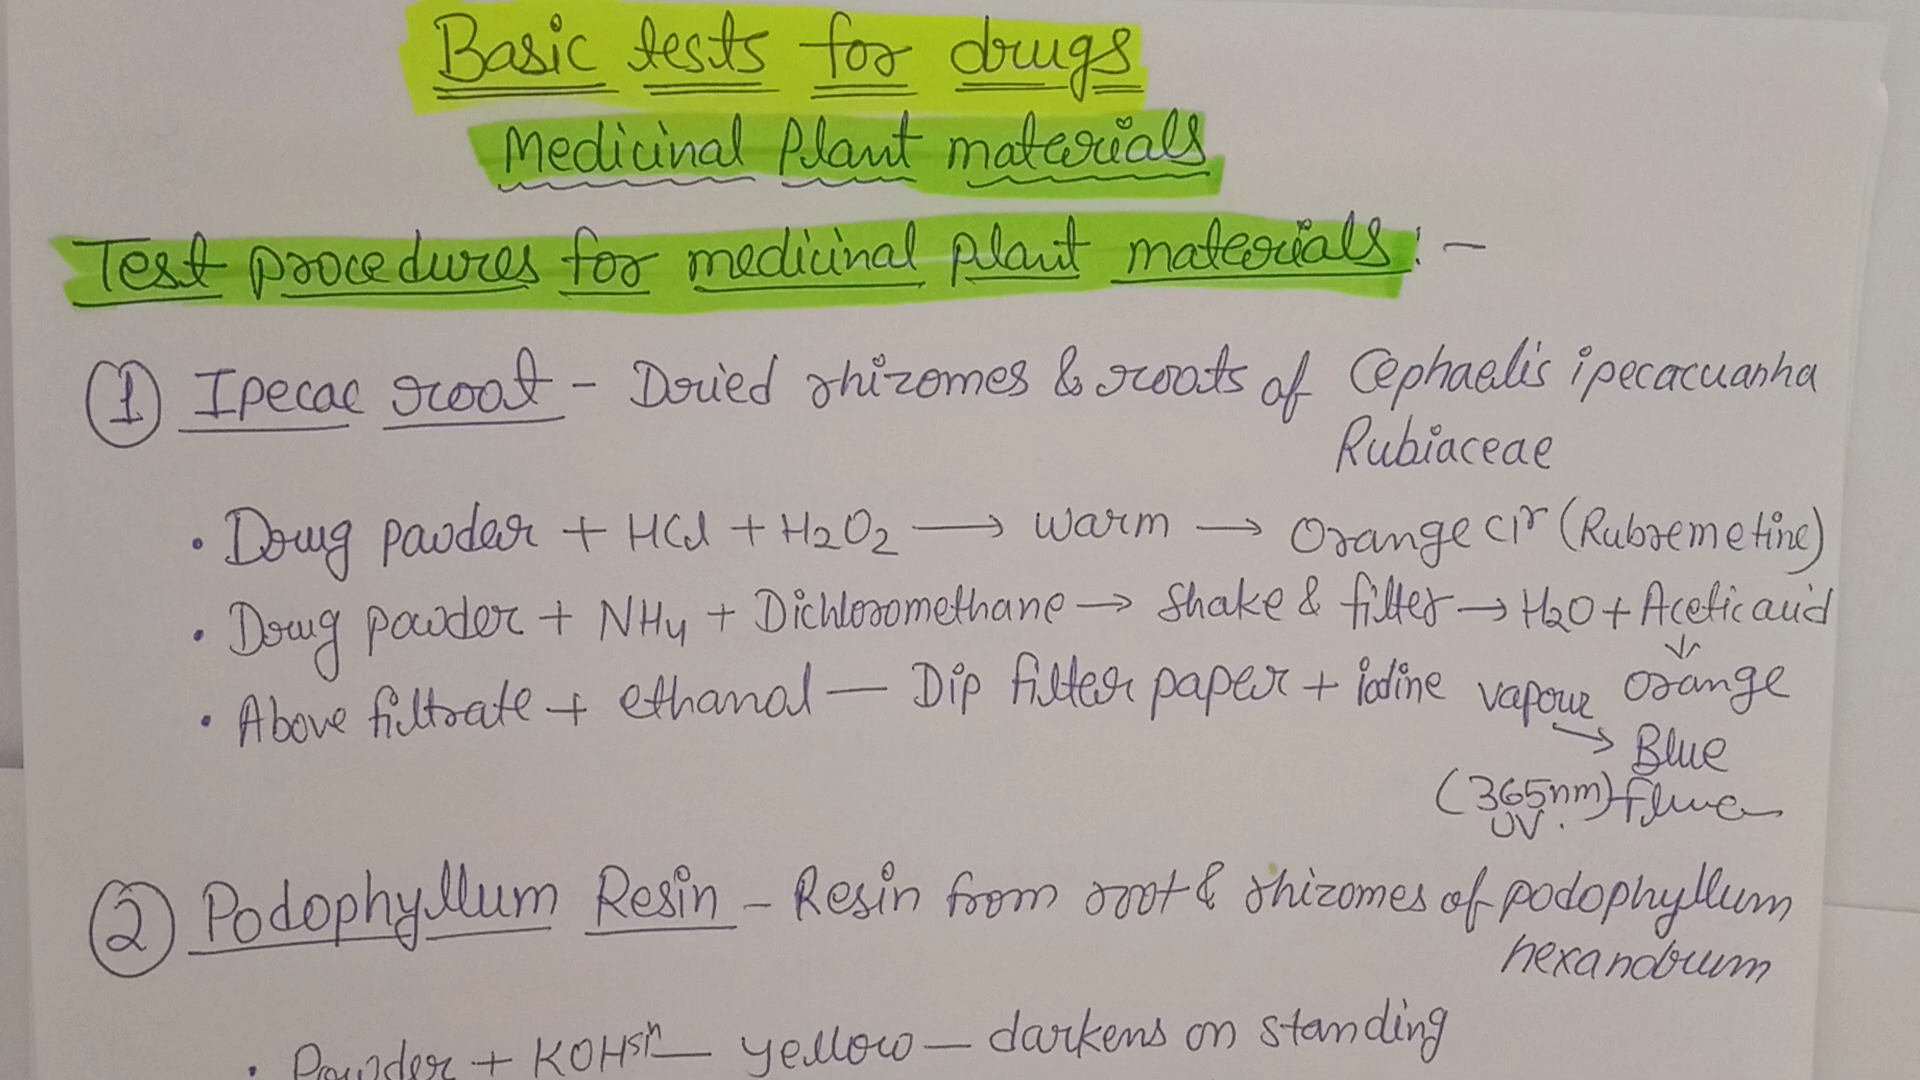 Basic tests for drugs
Medicinal Plant materials
Test procedures for medicinal plant materials :-
① Ipecac root - Dried rhizomes & roots of Cephaelis ipecacuanha
Rubiaceae
• Drug powder + HCl + H2O2 → warm → Orange clr (Rubremetine)
• Drug powder + NH4 + Dichloromethane → Shake & filter → H2O + Acetic acid
↓
• Above filtrate + ethanol — Dip filter paper + iodine vapour orange
→ Blue
(365nm) fluo
UV.
② Podophyllum Resin - Resin from root & rhizomes of podophyllum
hexandrum
• Powder + KOH sln — yellow — darkens on standing